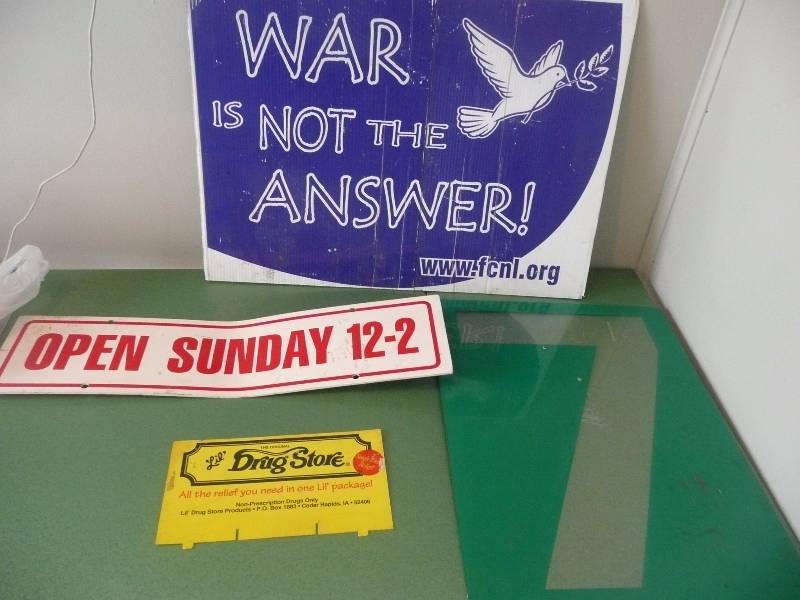 WAR
IS NOT THE
ANSWER!
www.fcnl.org
OPEN SUNDAY 12-2
THE ORIGINAL
"Lil' Drug Store®
All the relief you need in one Lil' package!
Non-Prescription Drugs Only
Lil' Drug Store Products • P.O. Box 1883 • Cedar Rapids, IA • 52406
7